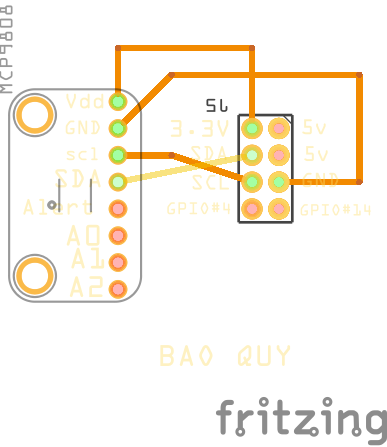 MCP9808
Vdd
GND
scl
SDA
Alert
A0
A1
A2
J5
3.3V 5v
SDA 5v
SCL GND
GPIO#4 GPIO#14
BAO QUY
fritzing